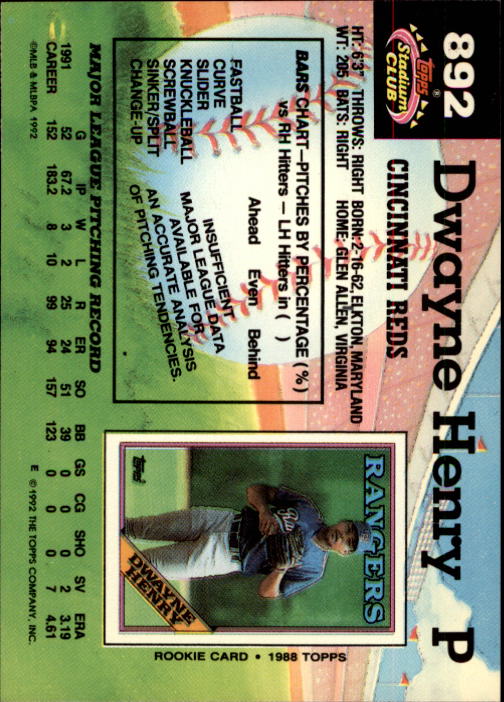 892
TOPPS
Stadium
CLUB
®
Dwayne Henry P
CINCINNATI REDS
HT: 6'3" THROWS: RIGHT BORN: 2-16-62, ELKTON, MARYLAND
WT: 205 BATS: RIGHT HOME: GLEN ALLEN, VIRGINIA
BARS CHART—PITCHES BY PERCENTAGE (%)
vs RH Hitters — LH Hitters in ( )
Ahead Even Behind
FASTBALL
CURVE
SLIDER
KNUCKLEBALL
SCREWBALL
SINKER/SPLIT
CHANGE-UP
INSUFFICIENT
MAJOR LEAGUE DATA
AVAILABLE FOR
AN ACCURATE ANALYSIS
OF PITCHING TENDENCIES.
RANGERS
Ra
Topps
DWAYNE
HENRY
ROOKIE CARD • 1988 TOPPS
MAJOR LEAGUE PITCHING RECORD
G IP W L R ER SO BB GS CG SHO SV ERA
1991 52 67.2 3 2 25 24 51 39 0 0 0 2 3.19
CAREER 152 183.2 8 10 99 94 157 123 0 0 0 7 4.61
©MLB & MLBPA 1992
E ©1992 THE TOPPS COMPANY, INC.